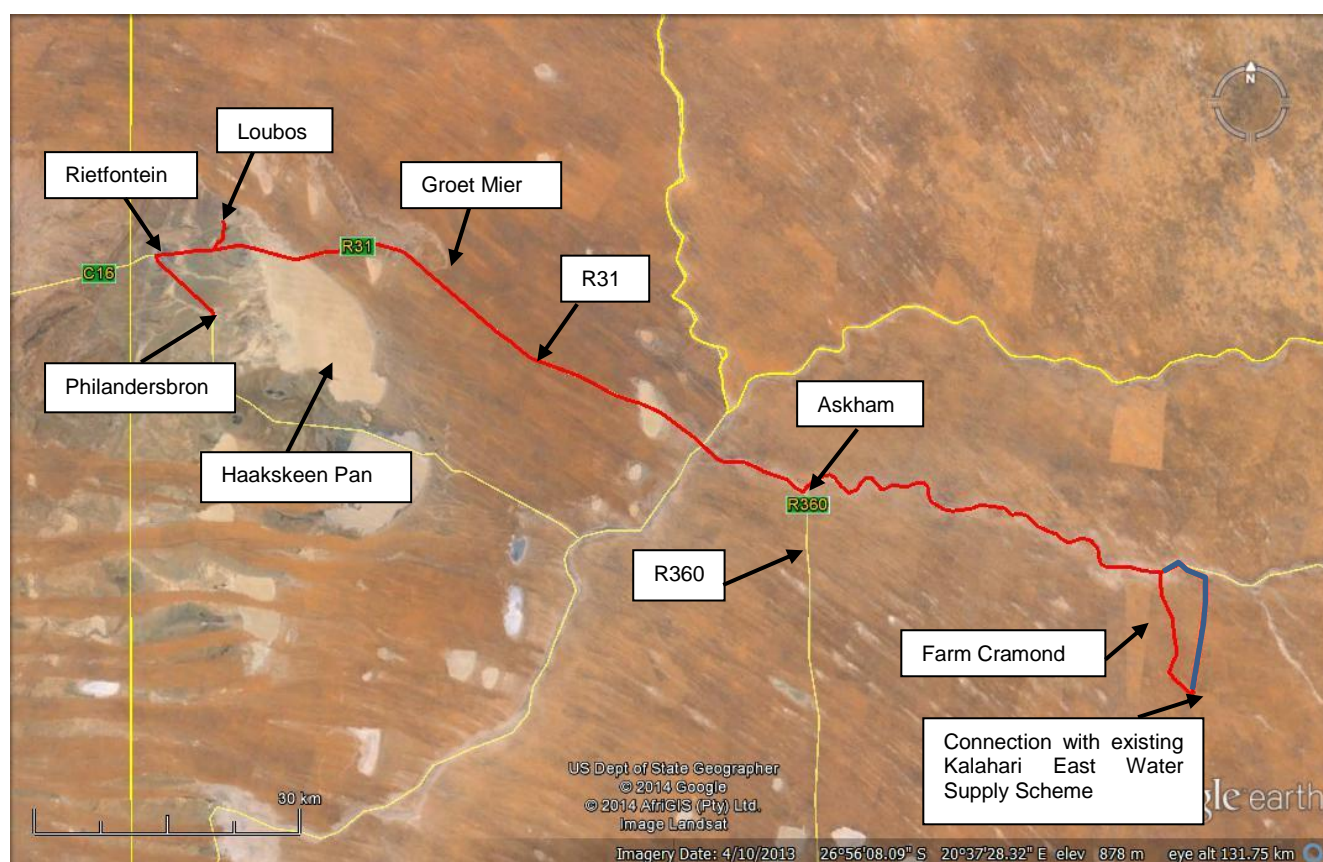 N
Loubos
Rietfontein
Groet Mier
R31
R31
C16
Philandersbron
Askham
Haakskeen Pan
R360
R360
Farm Cramond
Connection with existing
Kalahari East Water
Supply Scheme
US Dept of State Geographer
© 2014 Google
© 2014 AfriGIS (Pty) Ltd.
Image Landsat
30 km
gle earth
Imagery Date: 4/10/2013 26°56'08.09" S 20°37'28.32" E elev 878 m eye alt 131.75 km